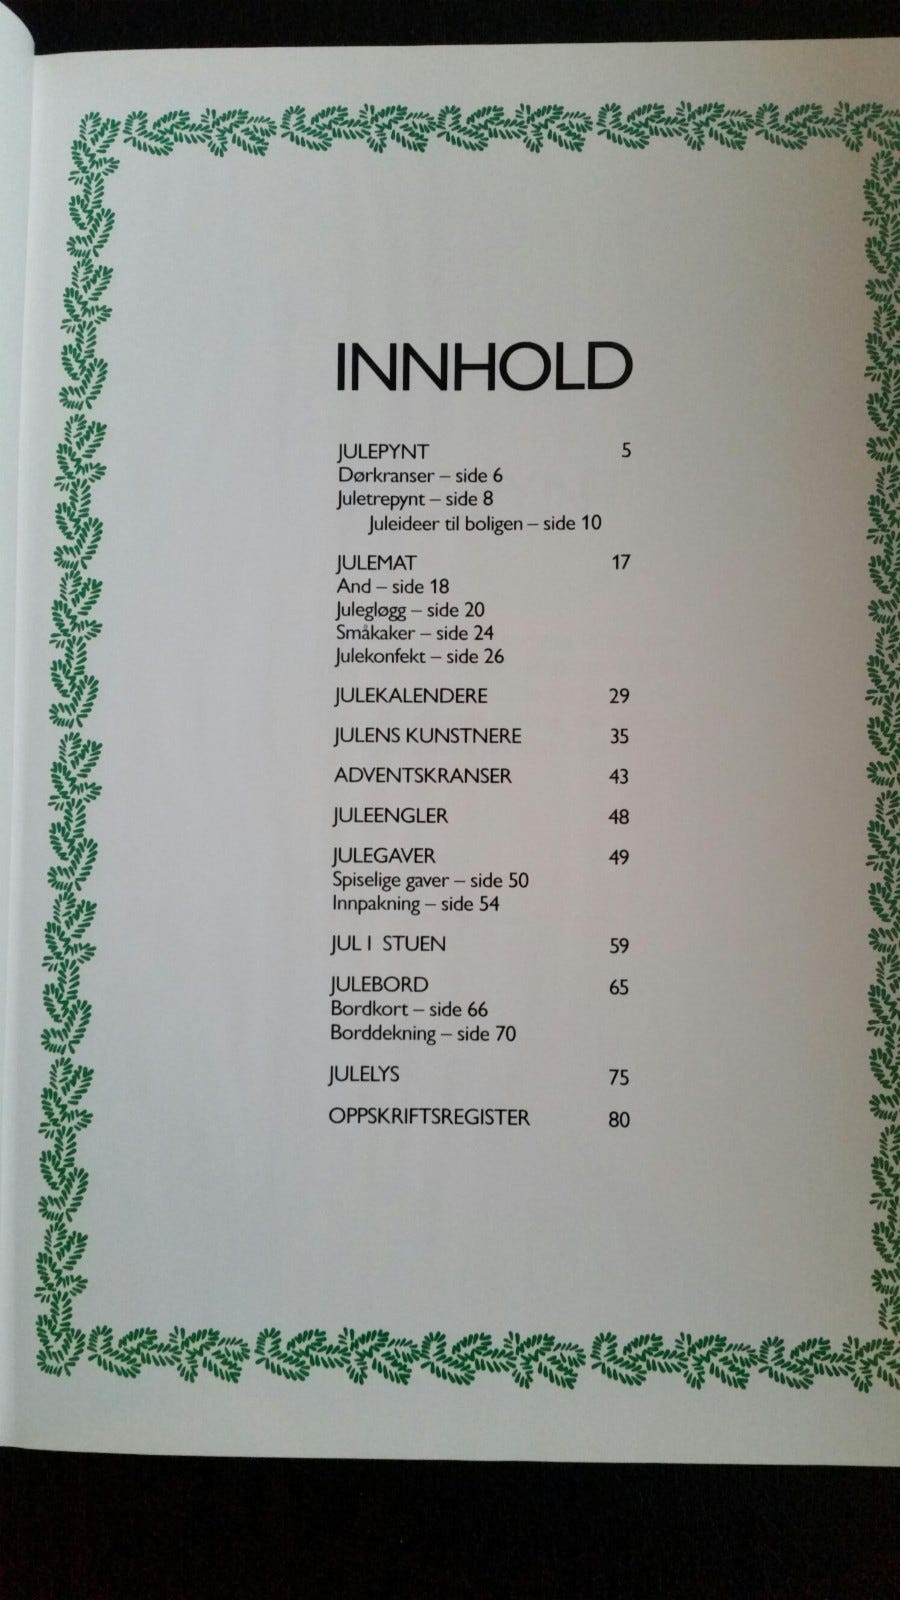 INNHOLD
JULEPYNT 5
Dørkranser – side 6
Juletrepynt – side 8
Juleideer til boligen – side 10
JULEMAT 17
And – side 18
Julegløgg – side 20
Småkaker – side 24
Julekonfekt – side 26
JULEKALENDERE 29
JULENS KUNSTNERE 35
ADVENTSKRANSER 43
JULEENGLER 48
JULEGAVER 49
Spiselige gaver – side 50
Innpakning – side 54
JUL I STUEN 59
JULEBORD 65
Bordkort – side 66
Borddekning – side 70
JULELYS 75
OPPSKRIFTSREGISTER 80